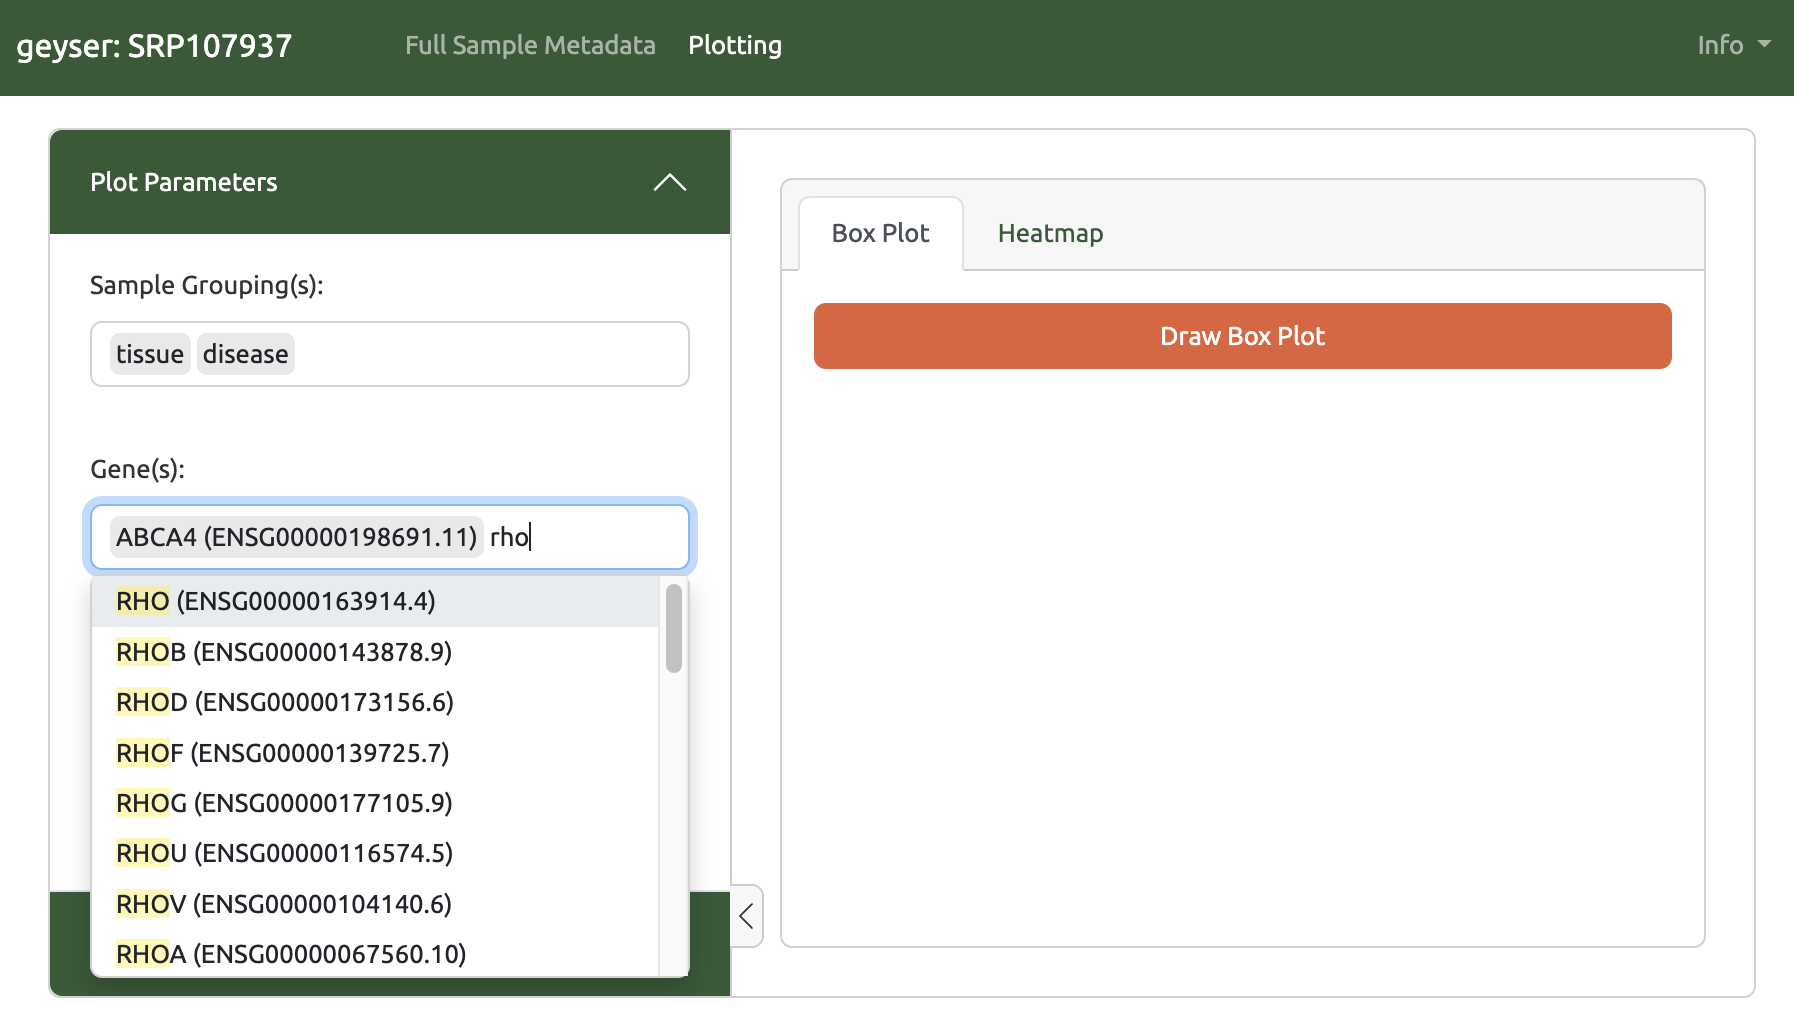 geyser: SRP107937 Full Sample Metadata Plotting Info
Plot Parameters
Sample Grouping(s):
tissue disease
Gene(s):
ABCA4 (ENSG00000198691.11) rho
RHO (ENSG00000163914.4)
RHOB (ENSG00000143878.9)
RHOD (ENSG00000173156.6)
RHOF (ENSG00000139725.7)
RHOG (ENSG00000177105.9)
RHOU (ENSG00000116574.5)
RHOV (ENSG00000104140.6)
RHOA (ENSG00000067560.10)
Box Plot Heatmap
Draw Box Plot